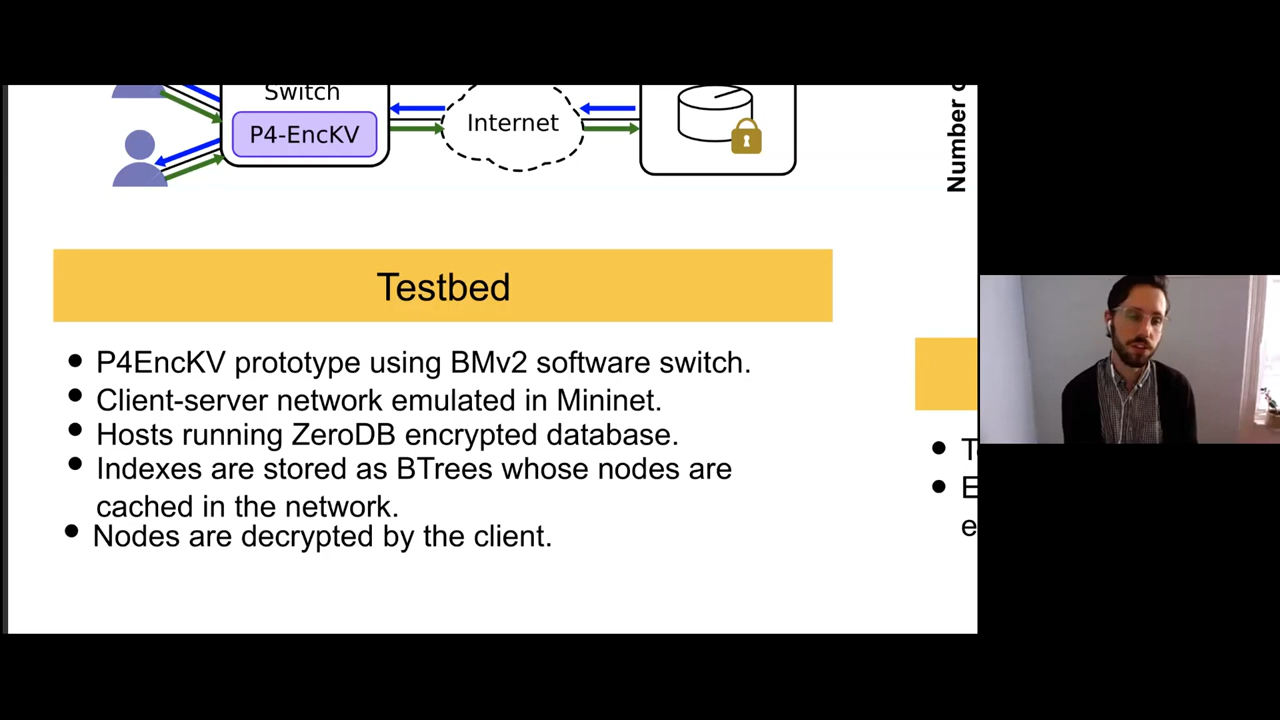 Switch
P4-EncKV
Internet
Number
Testbed
• P4EncKV prototype using BMv2 software switch.
• Client-server network emulated in Mininet.
• Hosts running ZeroDB encrypted database.
• Indexes are stored as BTrees whose nodes are
cached in the network.
• Nodes are decrypted by the client.